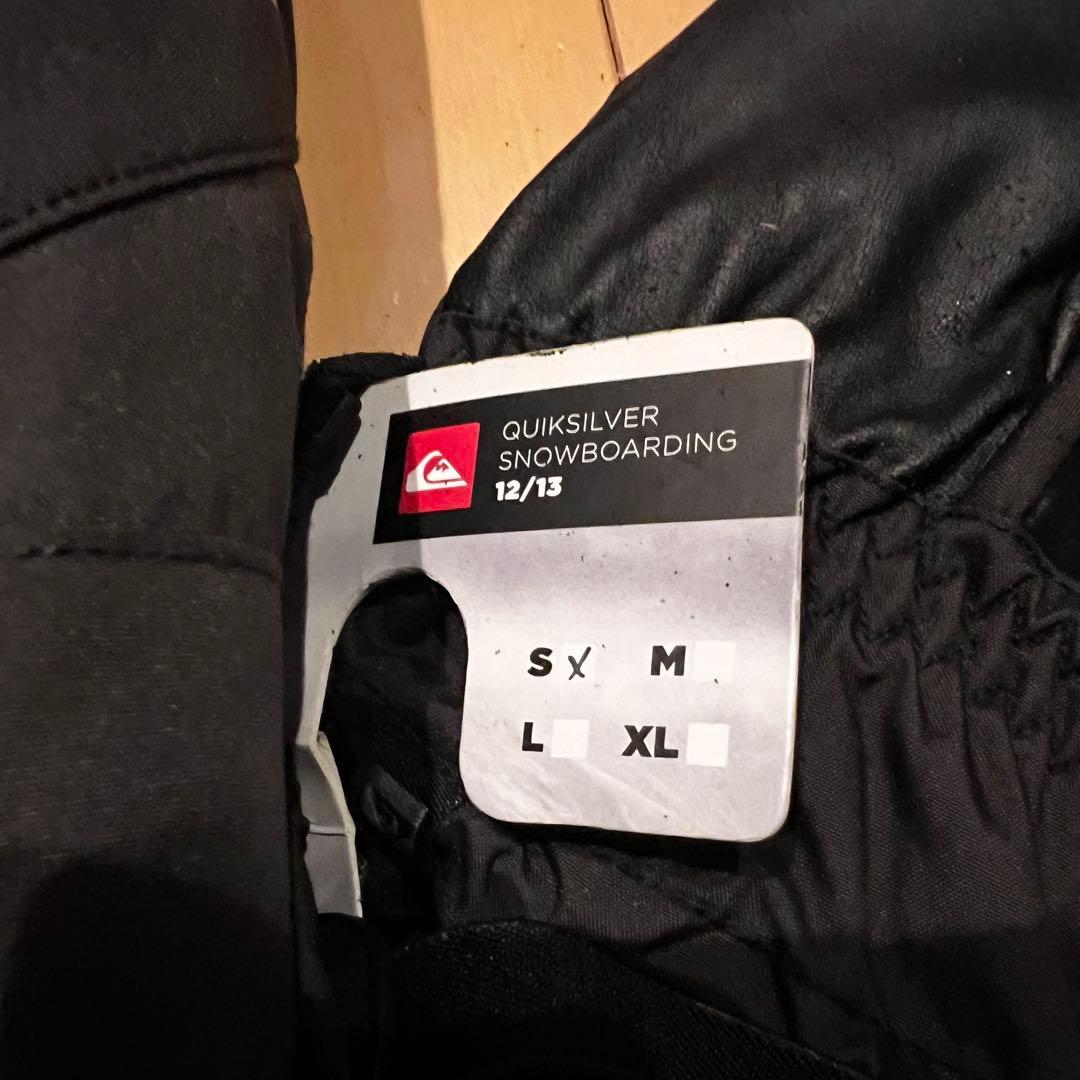 QUIKSILVER
SNOWBOARDING
12/13
S X M
L XL